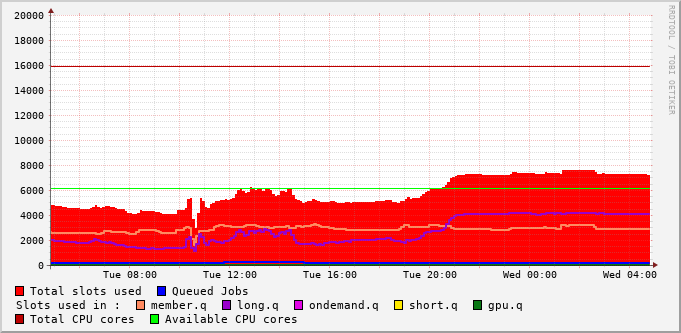 20000
18000
16000
14000
12000
10000
8000
6000
4000
2000
0
Tue 08:00 Tue 12:00 Tue 16:00 Tue 20:00 Wed 00:00 Wed 04:00
Total slots used Queued Jobs
Slots used in : member.q long.q ondemand.q short.q gpu.q
Total CPU cores Available CPU cores
RRDTOOL / TOBI OETIKER